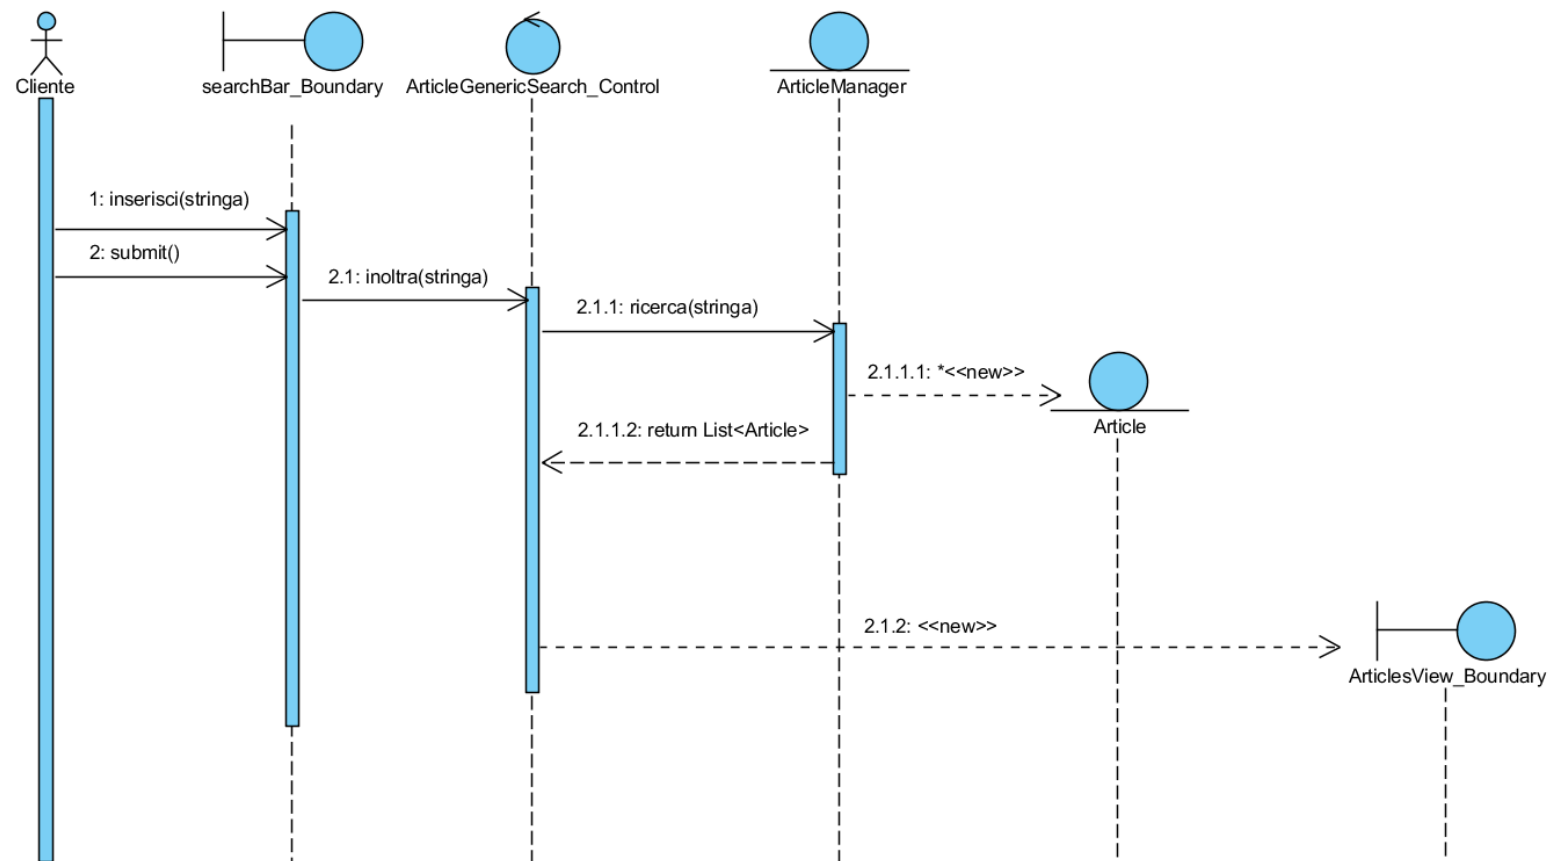 Cliente
searchBar_Boundary
ArticleGenericSearch_Control
ArticleManager
1: inserisci(stringa)
2: submit()
2.1: inoltra(stringa)
2.1.1: ricerca(stringa)
2.1.1.1: *<<new>>
Article
2.1.1.2: return List<Article>
2.1.2: <<new>>
ArticlesView_Boundary